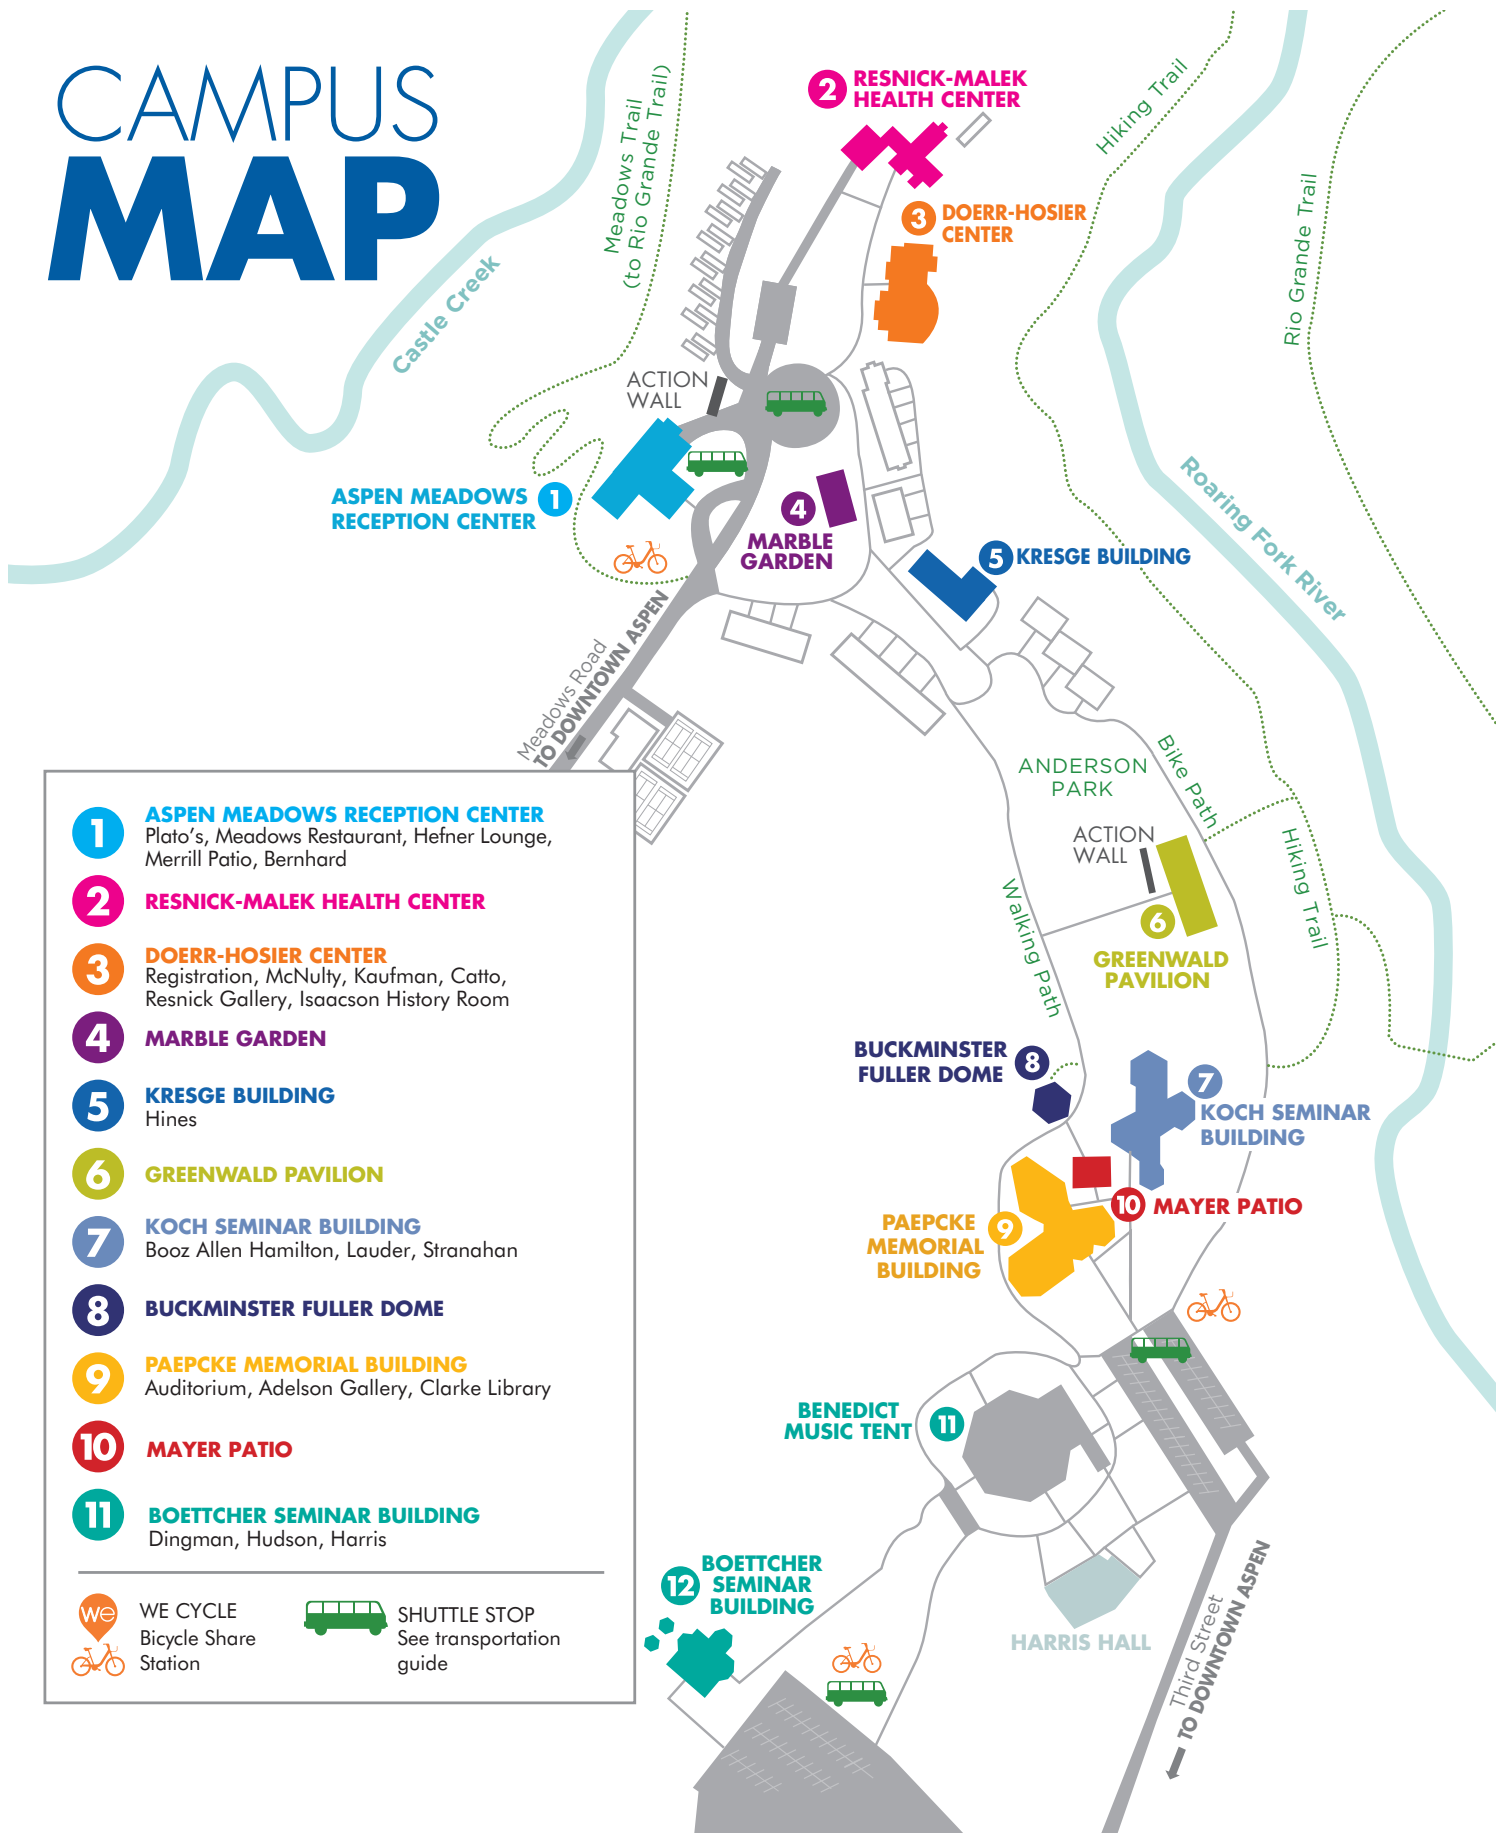 CAMPUS
MAP
Meadows Trail
(to Rio Grande Trail)
Castle Creek
2
RESNICK-MALEK
HEALTH CENTER
Hiking Trail
3
DOERR-HOSIER
CENTER
Rio Grande Trail
ACTION
WALL
ASPEN MEADOWS
RECEPTION CENTER
1
4
MARBLE
GARDEN
5
KRESGE BUILDING
Roaring Fork River
Meadows Road
TO DOWNTOWN ASPEN
ANDERSON
PARK
Bike Path
ACTION
WALL
Hiking Trail
Walking Path
6
GREENWALD
PAVILION
BUCKMINSTER
FULLER DOME
8
7
KOCH SEMINAR
BUILDING
10
MAYER PATIO
PAEPCKE
MEMORIAL
BUILDING
9
BENEDICT
MUSIC TENT
11
BOETTCHER
SEMINAR
BUILDING
12
HARRIS HALL
Third Street
TO DOWNTOWN ASPEN
1
ASPEN MEADOWS RECEPTION CENTER
Plato's, Meadows Restaurant, Hefner Lounge,
Merrill Patio, Bernhard
2
RESNICK-MALEK HEALTH CENTER
3
DOERR-HOSIER CENTER
Registration, McNulty, Kaufman, Catto,
Resnick Gallery, Isaacson History Room
4
MARBLE GARDEN
5
KRESGE BUILDING
Hines
6
GREENWALD PAVILION
7
KOCH SEMINAR BUILDING
Booz Allen Hamilton, Lauder, Stranahan
8
BUCKMINSTER FULLER DOME
9
PAEPCKE MEMORIAL BUILDING
Auditorium, Adelson Gallery, Clarke Library
10
MAYER PATIO
11
BOETTCHER SEMINAR BUILDING
Dingman, Hudson, Harris
we
WE CYCLE
Bicycle Share
Station
SHUTTLE STOP
See transportation
guide